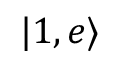 |1, e⟩